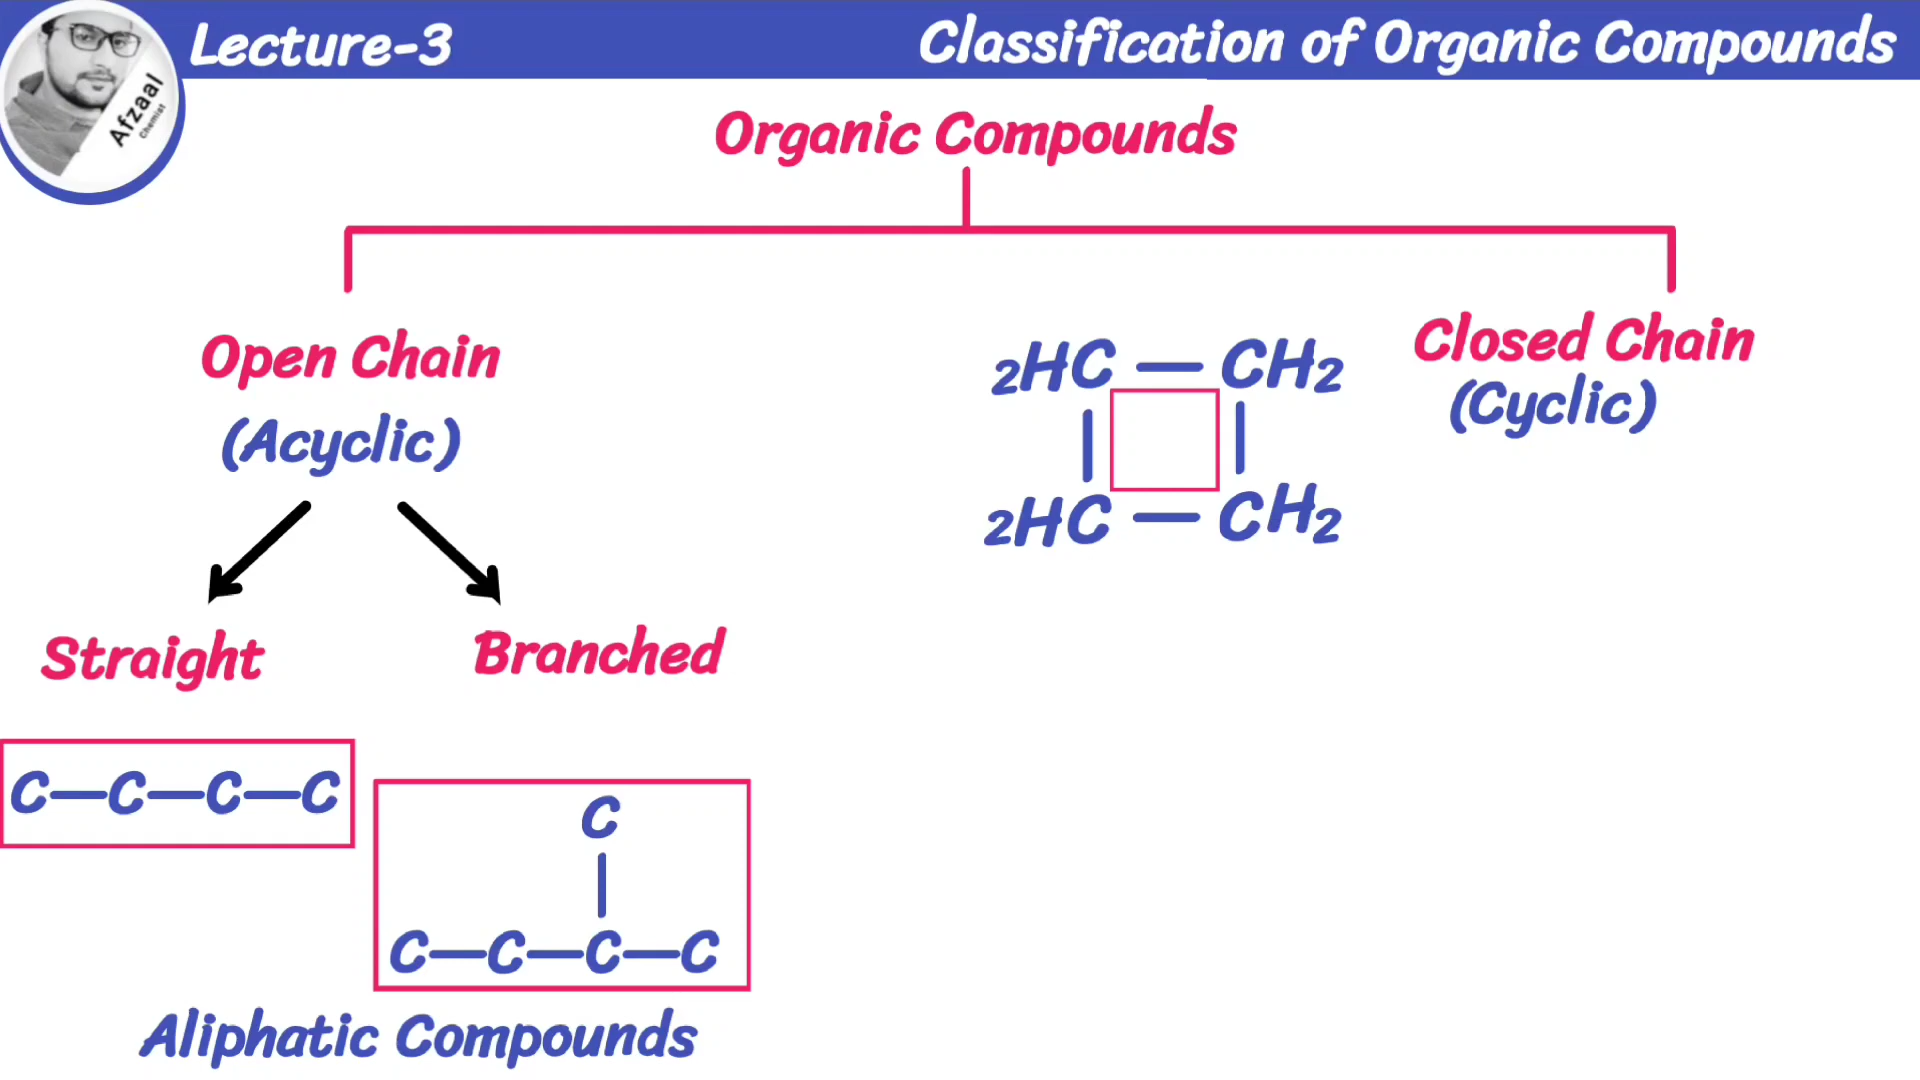 Lecture-3
Classification of Organic Compounds
Afzaal
Chemist
Organic Compounds
Open Chain
(Acyclic)
Closed Chain
(Cyclic)
₂HC — CH₂
₂HC — CH₂
Straight
Branched
C—C—C—C
C
C—C—C—C
Aliphatic Compounds